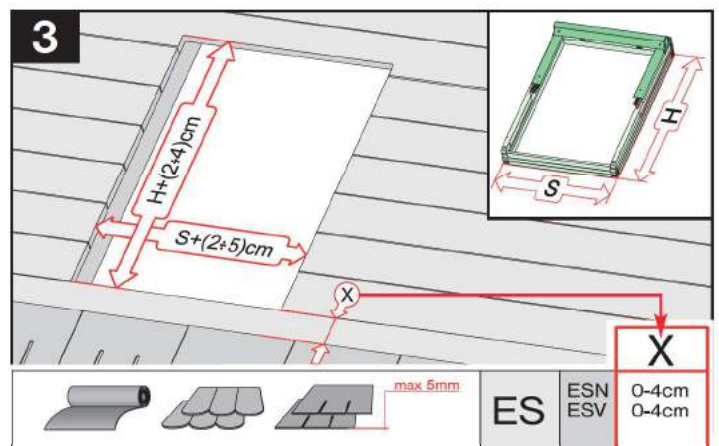 3
H+(2÷4)cm
S+(2÷5)cm
H
S
X
X
max 5mm
ES
ESN 0-4cm
ESV 0-4cm